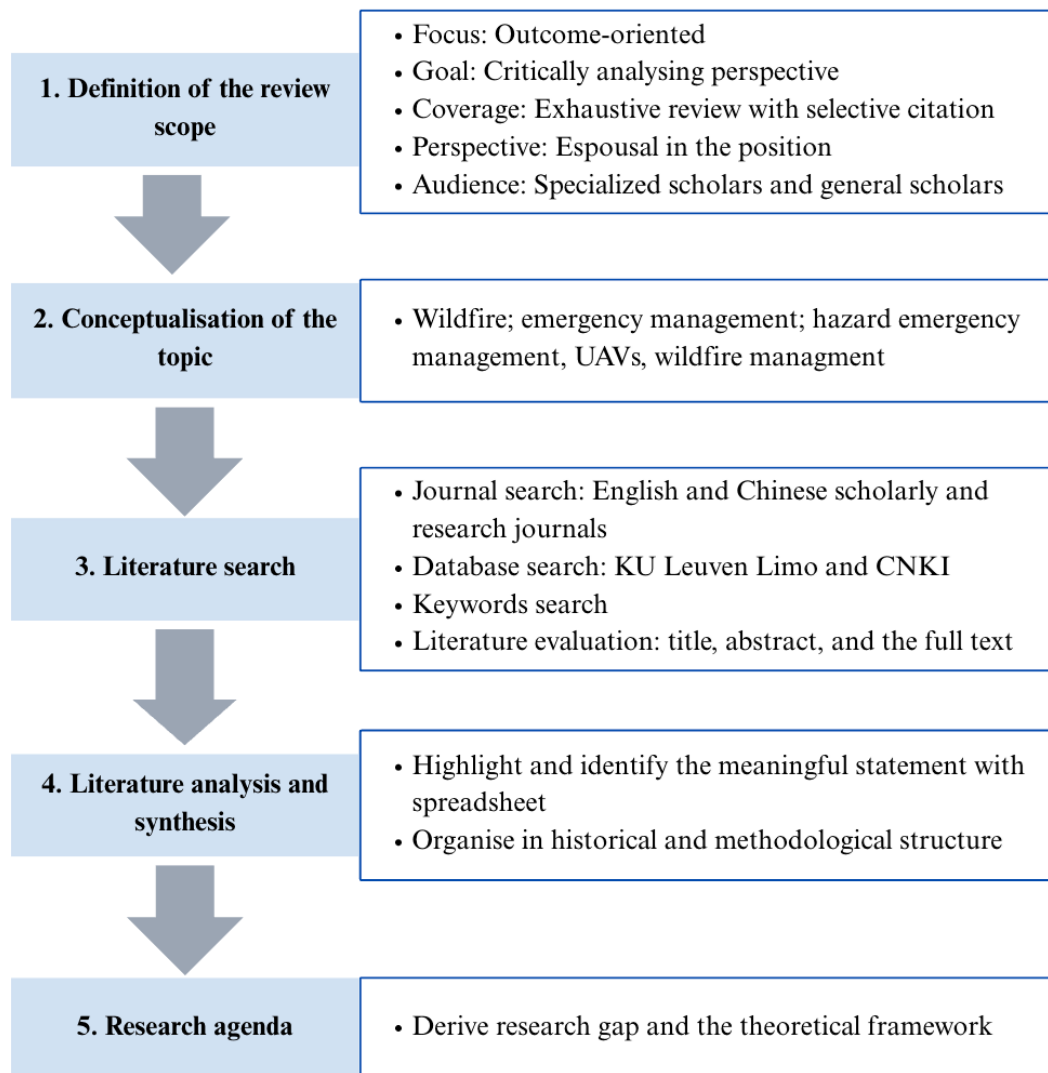 1. Definition of the review
scope
• Focus: Outcome-oriented
• Goal: Critically analysing perspective
• Coverage: Exhaustive review with selective citation
• Perspective: Espousal in the position
• Audience: Specialized scholars and general scholars
2. Conceptualisation of the
topic
• Wildfire; emergency management; hazard emergency
management, UAVs, wildfire managment
3. Literature search
• Journal search: English and Chinese scholarly and
research journals
• Database search: KU Leuven Limo and CNKI
• Keywords search
• Literature evaluation: title, abstract, and the full text
4. Literature analysis and
synthesis
• Highlight and identify the meaningful statement with
spreadsheet
• Organise in historical and methodological structure
5. Research agenda
• Derive research gap and the theoretical framework